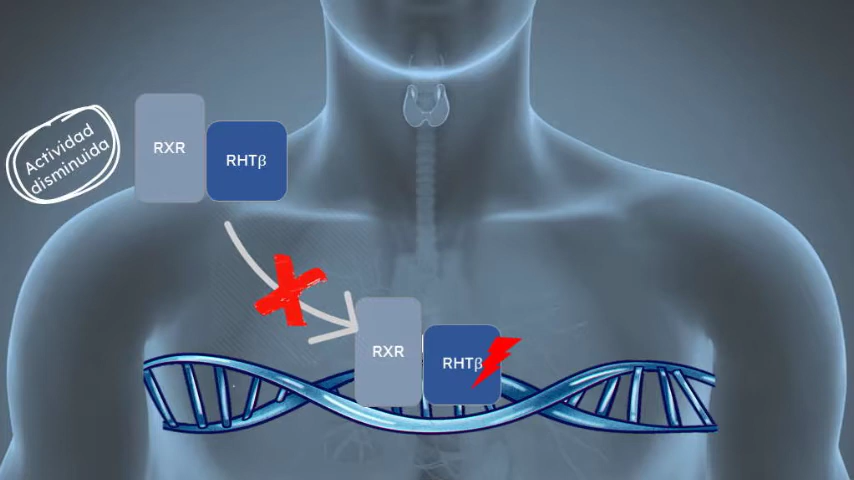 Actividad
disminuida
RXR
RHTβ
RXR
RHTβ